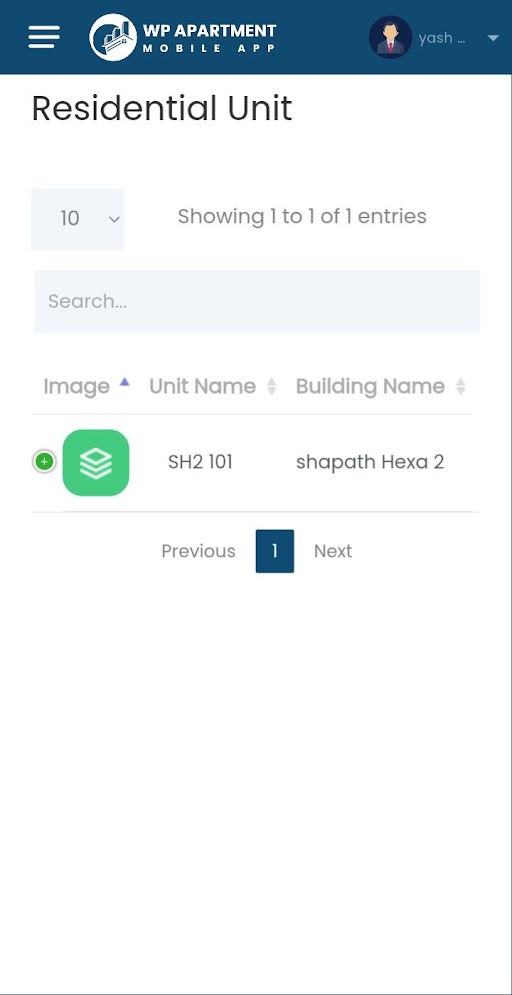 WP APARTMENT
MOBILE APP
yash ...
Residential Unit
10
Showing 1 to 1 of 1 entries
Search...
Image Unit Name Building Name
SH2 101 shapath Hexa 2
Previous 1 Next